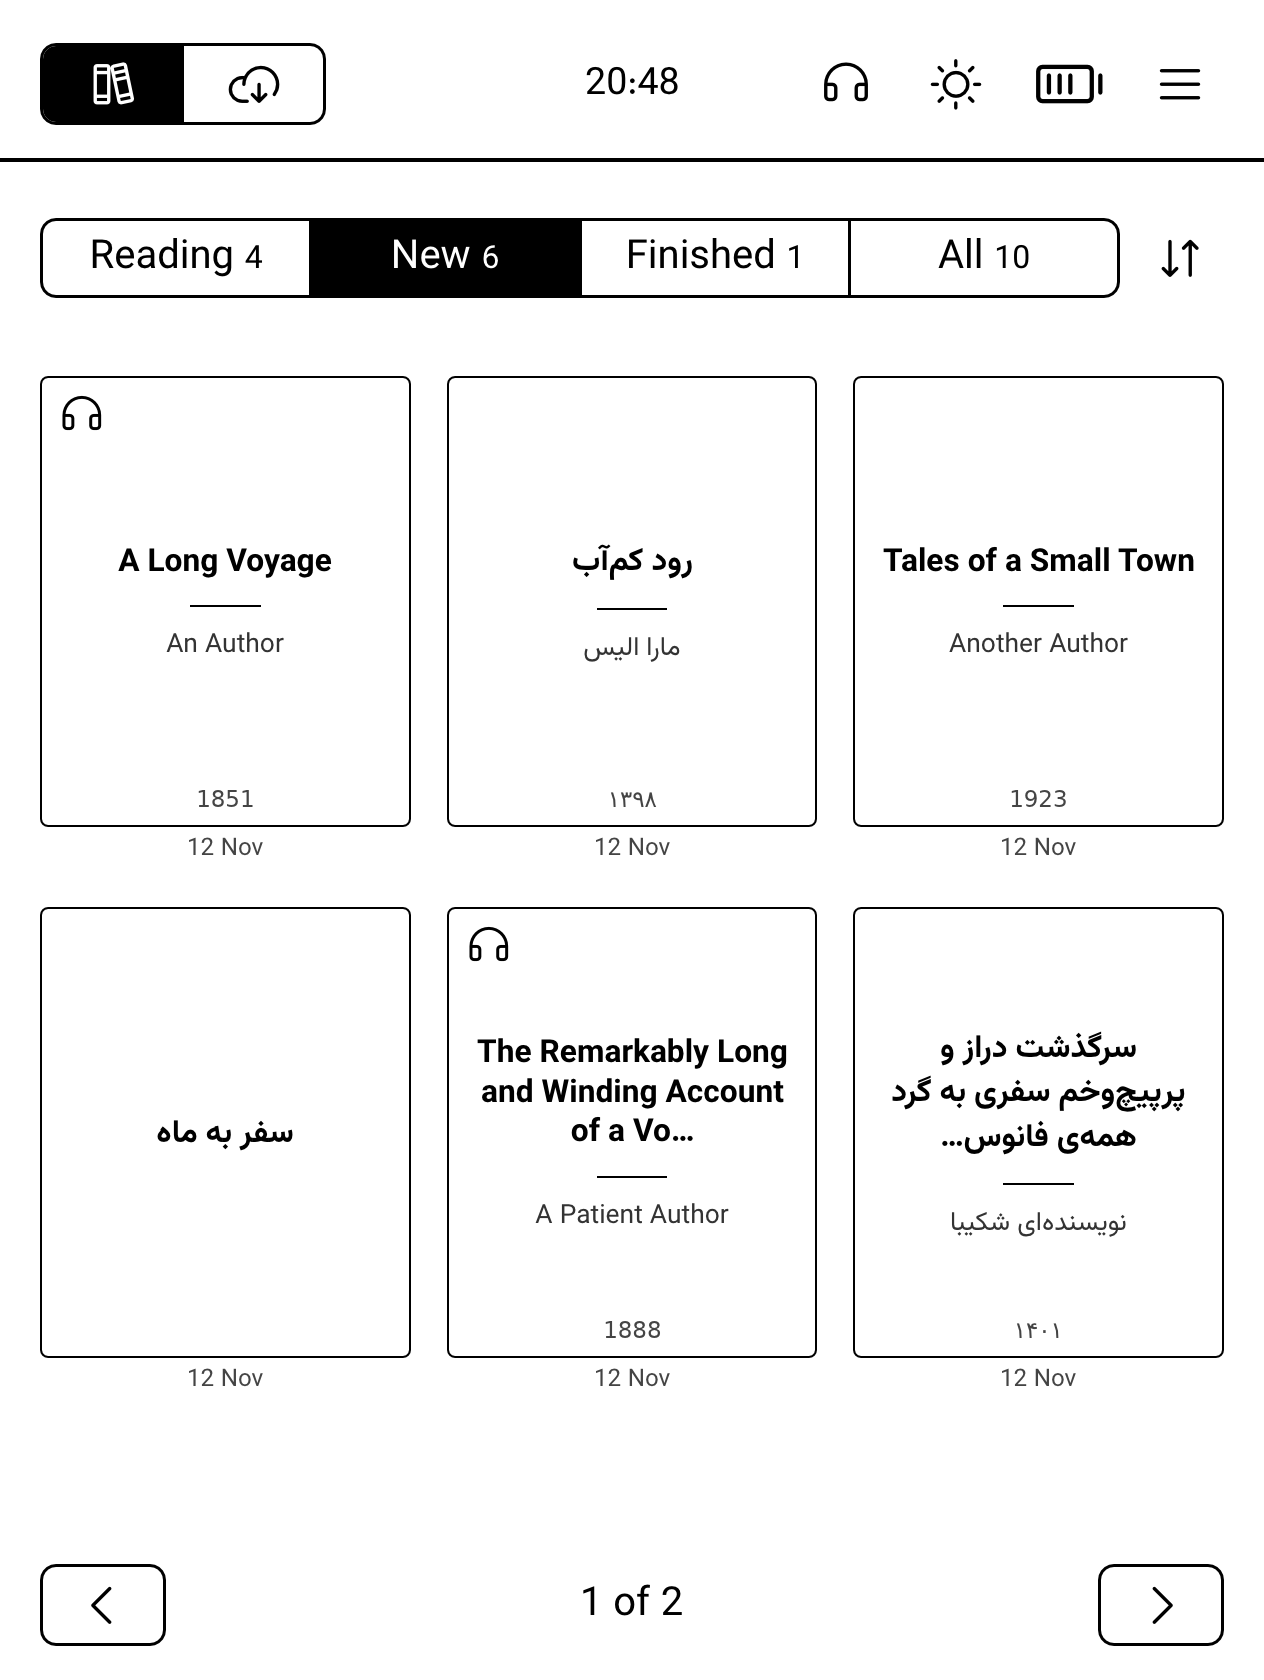 20:48
Reading 4
New 6
Finished 1
All 10
A Long Voyage
An Author
1851
12 Nov
رود کم‌آب
مارا الیس
۱۳۹۸
12 Nov
Tales of a Small Town
Another Author
1923
12 Nov
سفر به ماه
12 Nov
The Remarkably Long
and Winding Account
of a Vo...
A Patient Author
1888
12 Nov
سرگذشت دراز و
پرپیچ‌وخم سفری به گرد
همه‌ی فانوس...
نویسنده‌ای شکیبا
۱۴۰۱
12 Nov
1 of 2